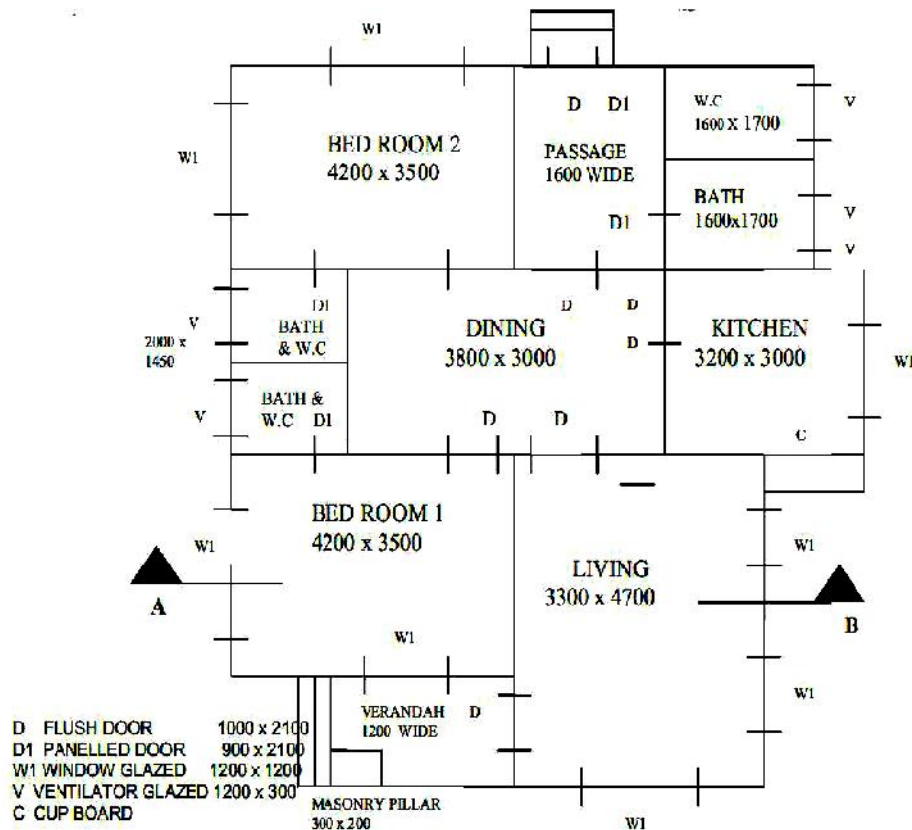 W1
W.C
D D1
V
1600 X 1700
BED ROOM 2
PASSAGE
W1
4200 x 3500
1600 WIDE
BATH
D1
1600x1700
V
V
D1
D
D
V
BATH
DINING
KITCHEN
2000 x
& W.C
3800 x 3000
D
3200 x 3000
W1
1450
BATH &
V
W.C D1
D
D
C
BED ROOM 1
4200 x 3500
W1
W1
LIVING
3300 x 4700
A
B
W1
W1
VERANDAH
D
1200 WIDE
D FLUSH DOOR 1000 x 2100
D1 PANELLED DOOR 900 x 2100
W1 WINDOW GLAZED 1200 x 1200
V VENTILATOR GLAZED 1200 x 300
C CUP BOARD
MASONRY PILLAR
300 x 200
W1